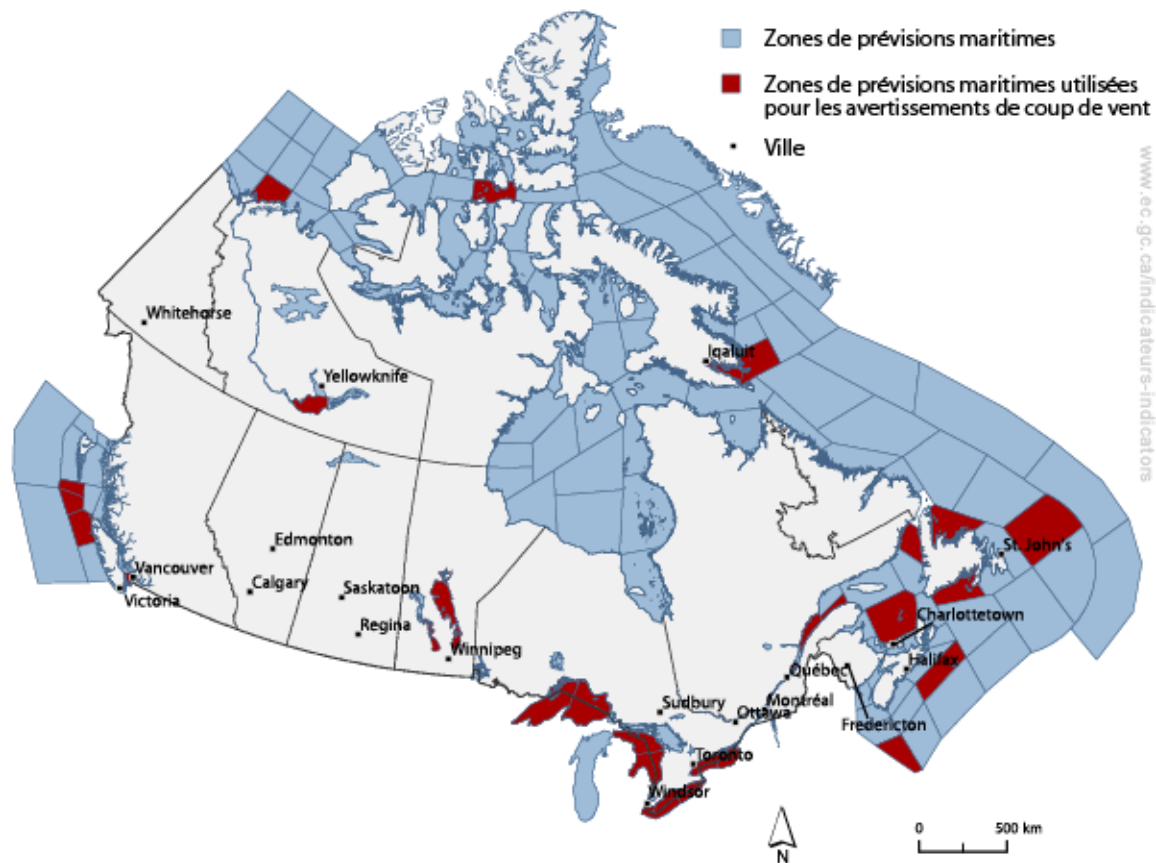 Zones de prévisions maritimes
Zones de prévisions maritimes utilisées
pour les avertissements de coup de vent
Ville
www.ec.gc.ca/indicateurs-indicators
Whitehorse
Yellowknife
Iqaluit
Edmonton
Vancouver
Calgary
Victoria
Saskatoon
Regina
Winnipeg
St. John's
Charlottetown
Halifax
Québec
Montréal
Sudbury
Ottawa
Fredericton
Toronto
Windsor
N
0 500 km